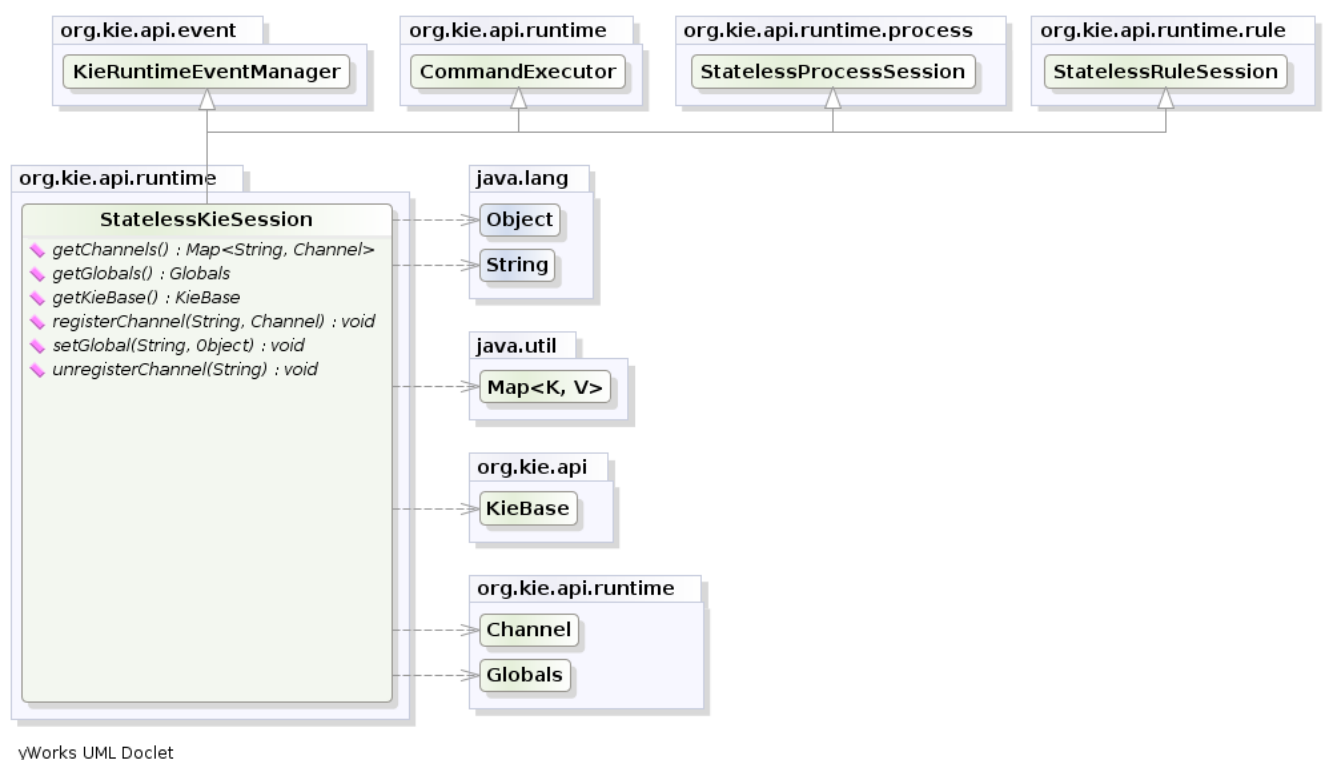 org.kie.api.event
KieRuntimeEventManager
org.kie.api.runtime
CommandExecutor
org.kie.api.runtime.process
StatelessProcessSession
org.kie.api.runtime.rule
StatelessRuleSession
org.kie.api.runtime
StatelessKieSession
getChannels() : Map<String, Channel>
getGlobals() : Globals
getKieBase() : KieBase
registerChannel(String, Channel) : void
setGlobal(String, Object) : void
unregisterChannel(String) : void
java.lang
Object
String
java.util
Map<K, V>
org.kie.api
KieBase
org.kie.api.runtime
Channel
Globals
yWorks UML Doclet